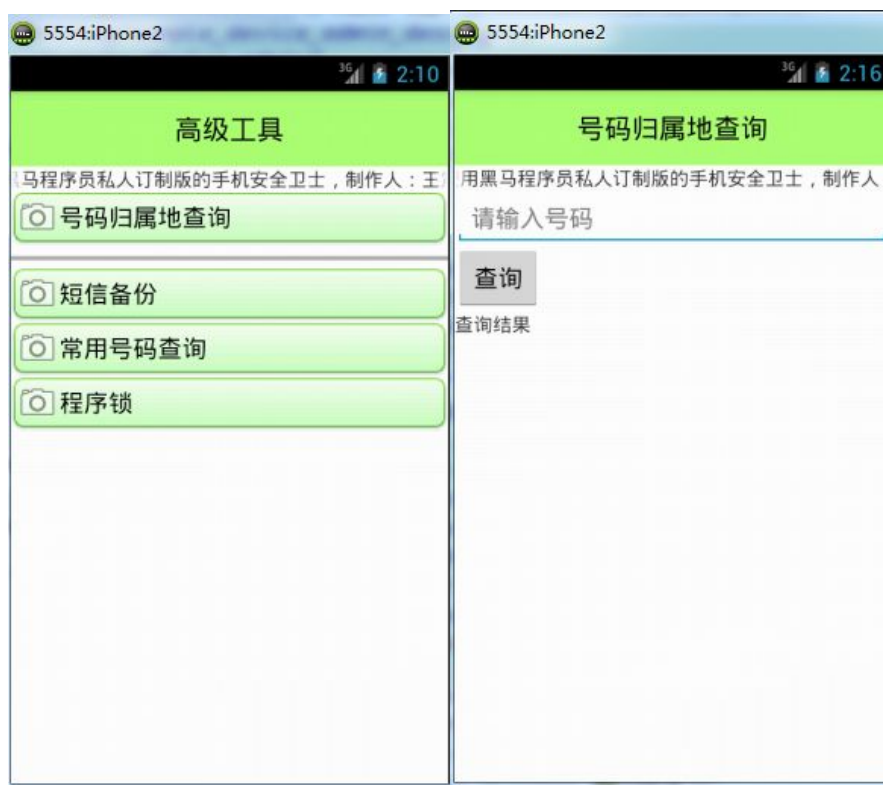 5554:iPhone2
3G 2:10
高级工具
马程序员私人订制版的手机安全卫士，制作人：王
号码归属地查询
短信备份
常用号码查询
程序锁
5554:iPhone2
3G 2:16
号码归属地查询
用黑马程序员私人订制版的手机安全卫士，制作人
请输入号码
查询
查询结果